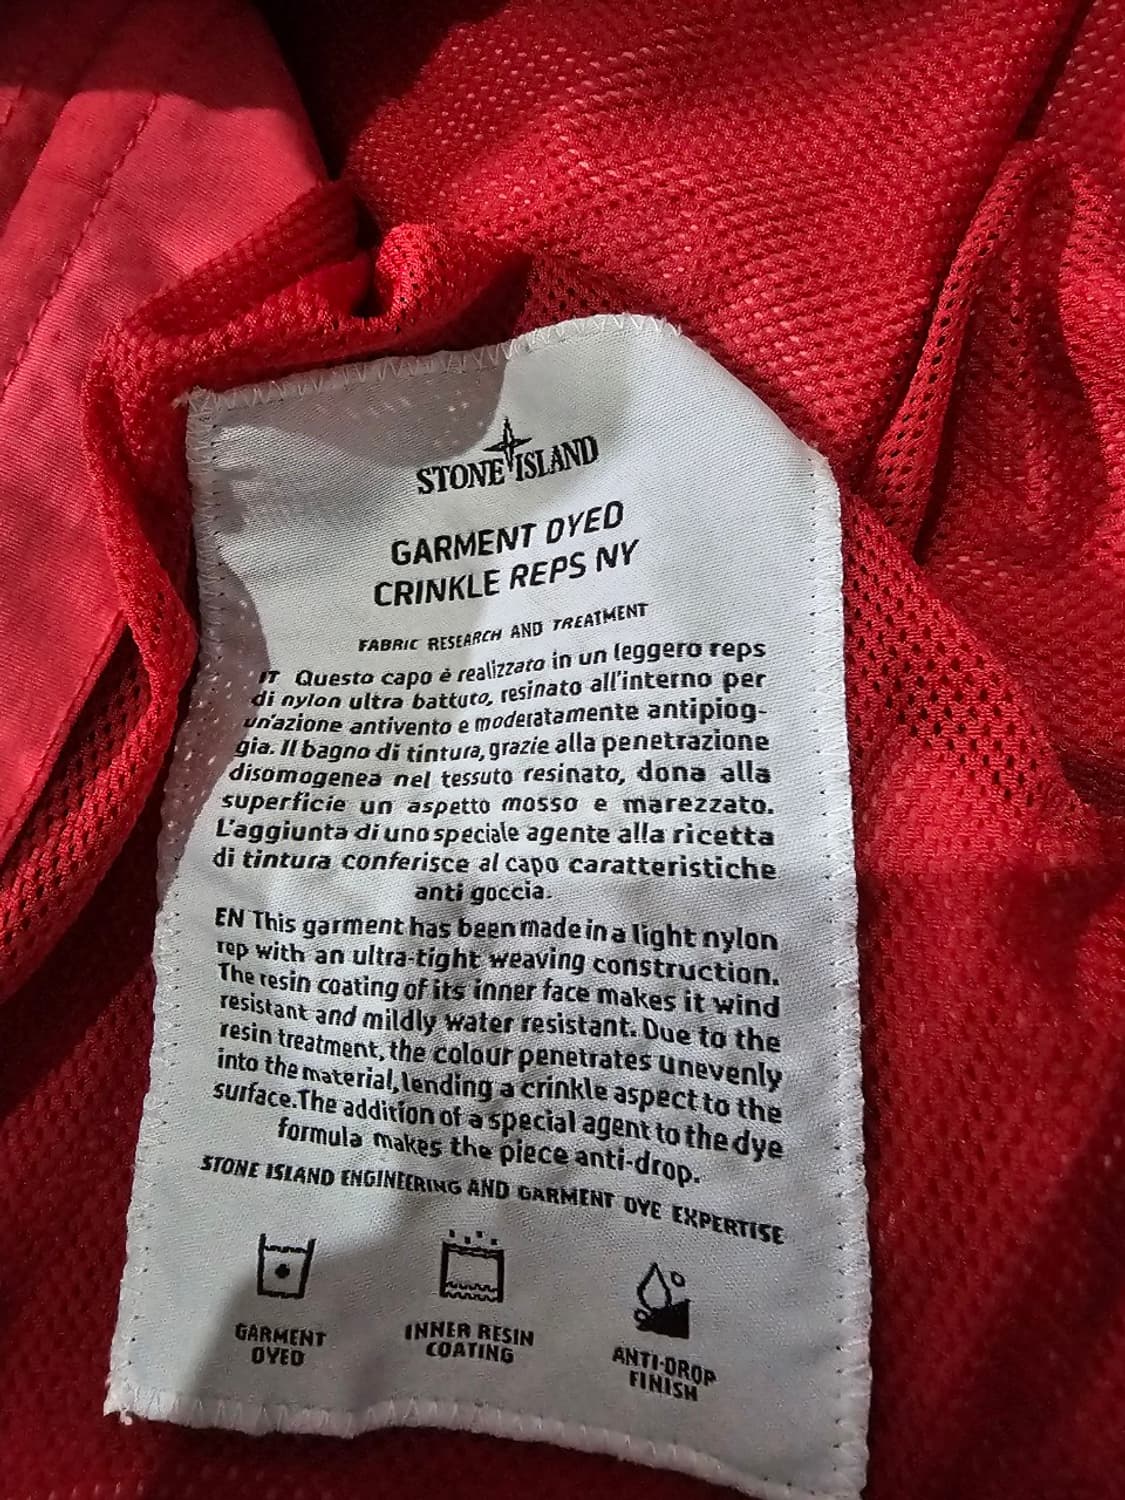 STONE ISLAND
GARMENT DYED
CRINKLE REPS NY
FABRIC RESEARCH AND TREATMENT
IT Questo capo è realizzato in un leggero reps
di nylon ultra battuto, resinato all'interno per
un'azione antivento e moderatamente antipiog-
gia. Il bagno di tintura, grazie alla penetrazione
disomogenea nel tessuto resinato, dona alla
superficie un aspetto mosso e marezzato.
L'aggiunta di uno speciale agente alla ricetta
di tintura conferisce al capo caratteristiche
anti goccia.
EN This garment has been made in a light nylon
rep with an ultra-tight weaving construction.
The resin coating of its inner face makes it wind
resistant and mildly water resistant. Due to the
resin treatment, the colour penetrates unevenly
into the material, lending a crinkle aspect to the
surface. The addition of a special agent to the dye
formula makes the piece anti-drop.
STONE ISLAND ENGINEERING AND GARMENT DYE EXPERTISE
GARMENT
DYED
INNER RESIN
COATING
ANTI-DROP
FINISH